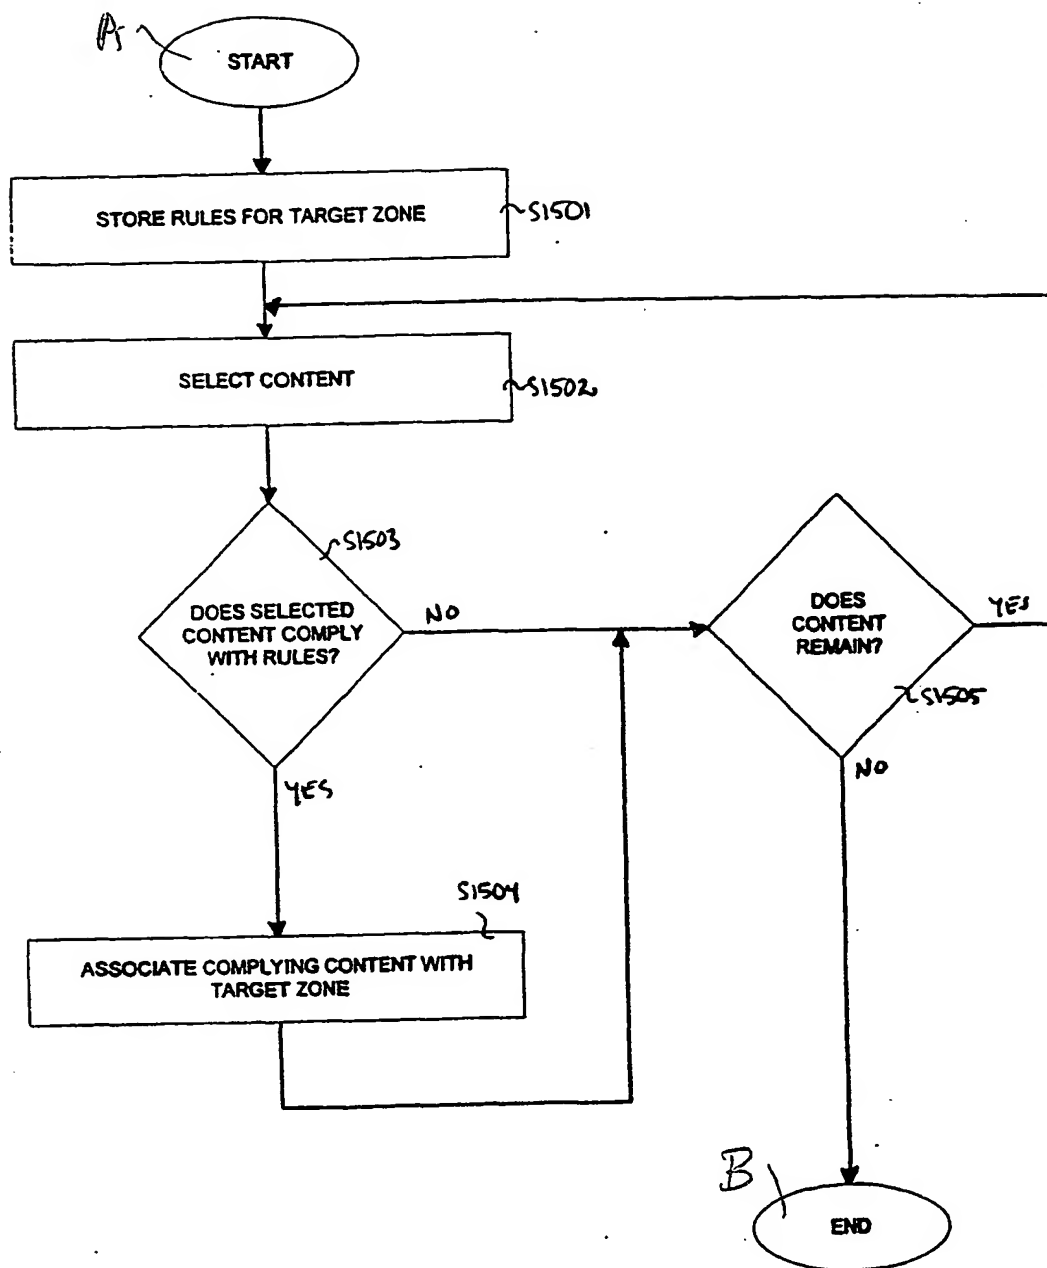 START
STORE RULES FOR TARGET ZONE
S1501
SELECT CONTENT
S1502
S1503
DOES SELECTED
CONTENT COMPLY
WITH RULES?
NO
DOES
CONTENT
REMAIN?
YES
S1505
NO
YES
S1504
ASSOCIATE COMPLYING CONTENT WITH
TARGET ZONE
B
END